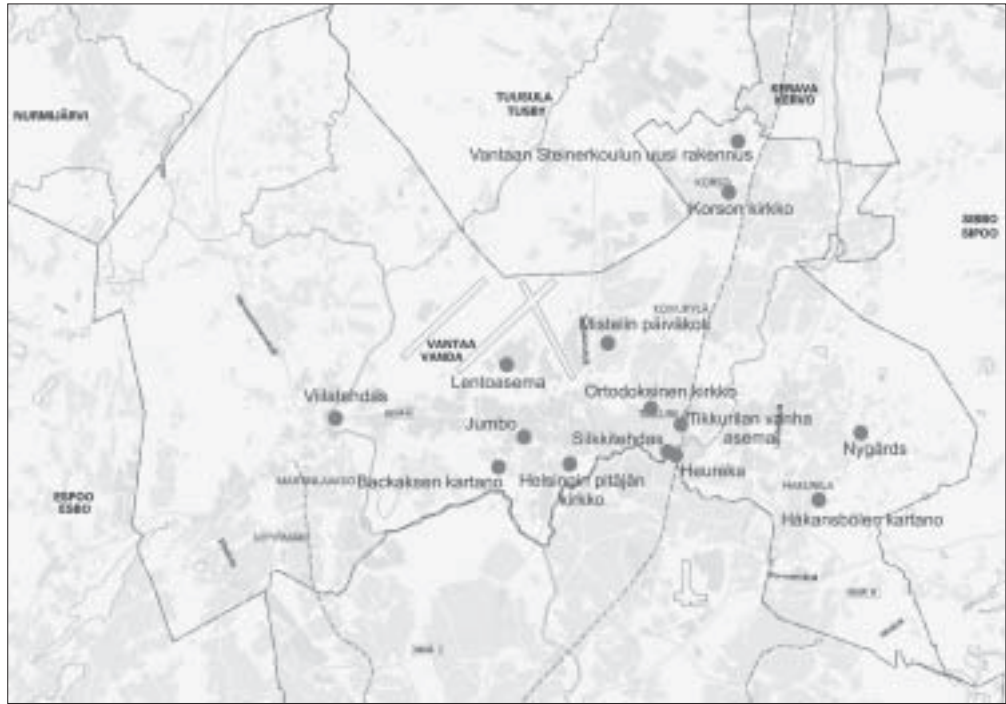 NURMIJÄRVI
TUUSULA
TUSBY
KERAVA
KERVO
Vantaan Steinerkoulun uusi rakennus
KORSO
Korson kirkko
SIBBO
SIPOO
KOIVUKYLÄ
Mistelin päiväkoti
VANTAA
VANDA
Lentoasema
Viilatehdas
Ortodoksinen kirkko
Tikkurilan vanha
asema
Jumbo
Silkkitehdas
Nygårds
Heureka
MARTINLAAKSO
Backaksen kartano
Helsingin pitäjän
kirkko
HAKUNILA
Håkansbölen kartano
ESPOO
ESBO
MYYRMÄKI